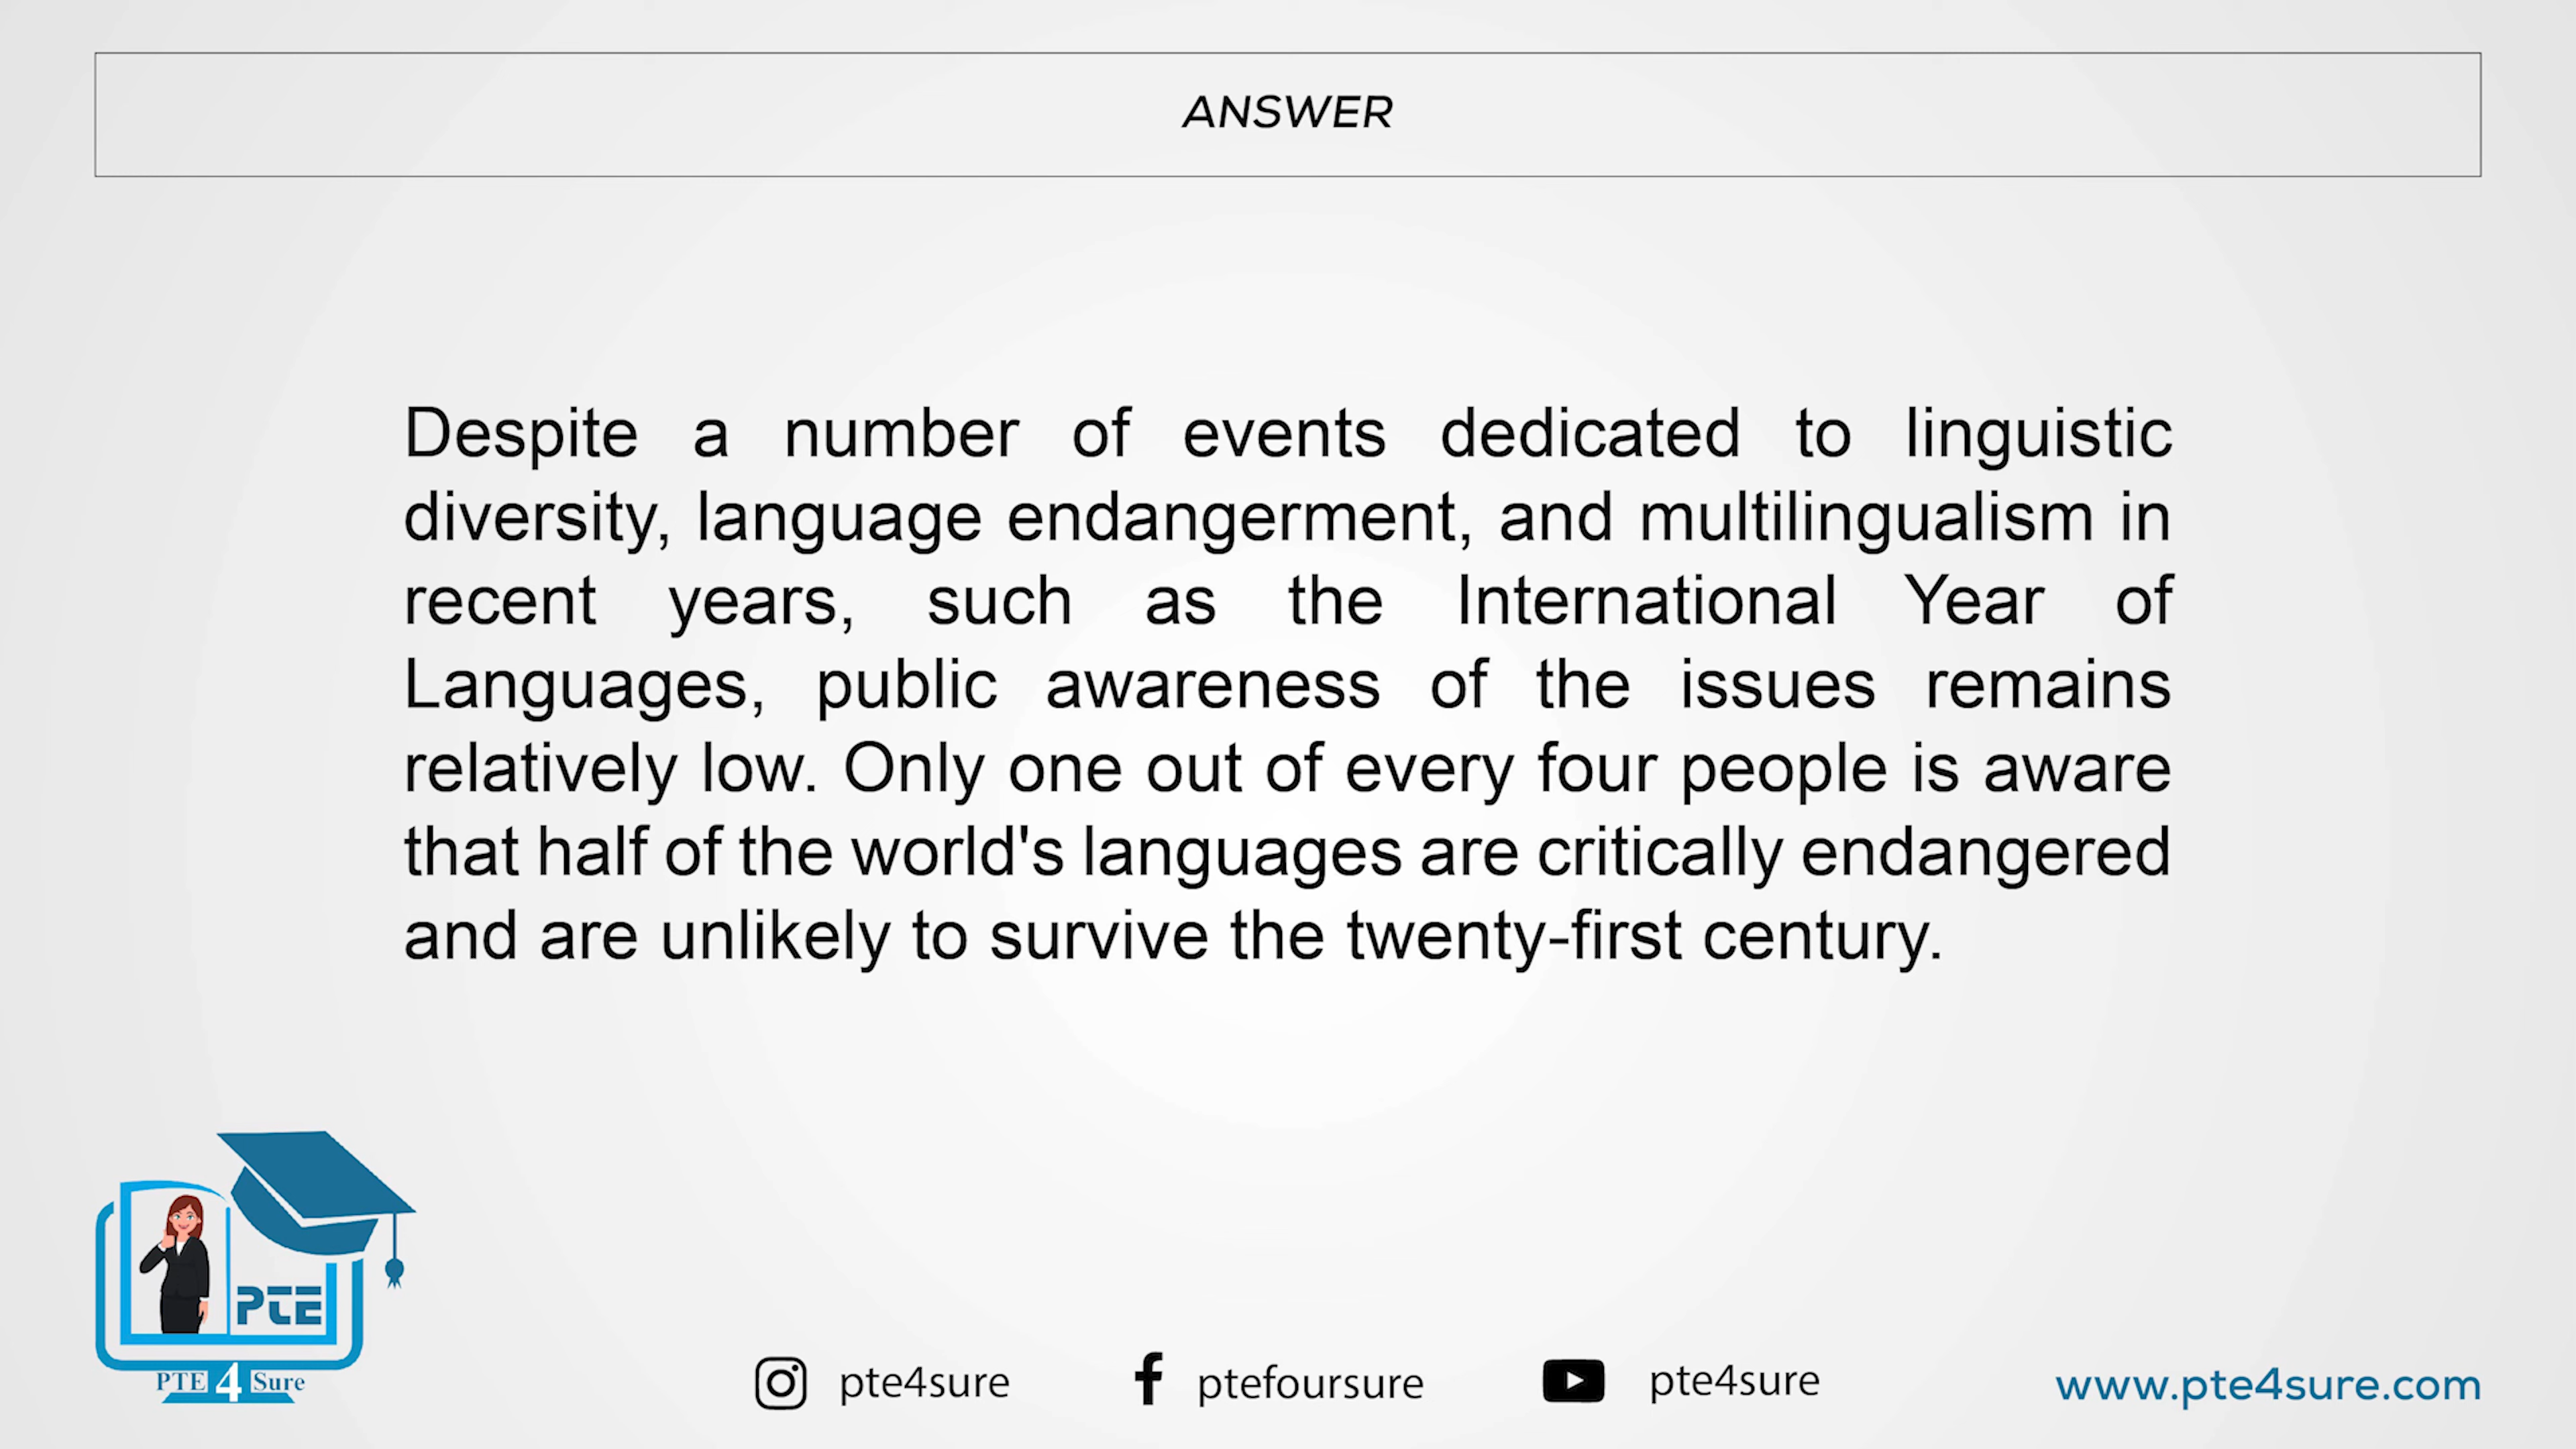 ANSWER
Despite a number of events dedicated to linguistic
diversity, language endangerment, and multilingualism in
recent years, such as the International Year of
Languages, public awareness of the issues remains
relatively low. Only one out of every four people is aware
that half of the world's languages are critically endangered
and are unlikely to survive the twenty-first century.
PTE
PTE 4 Sure
pte4sure
ptefoursure
pte4sure
www.pte4sure.com